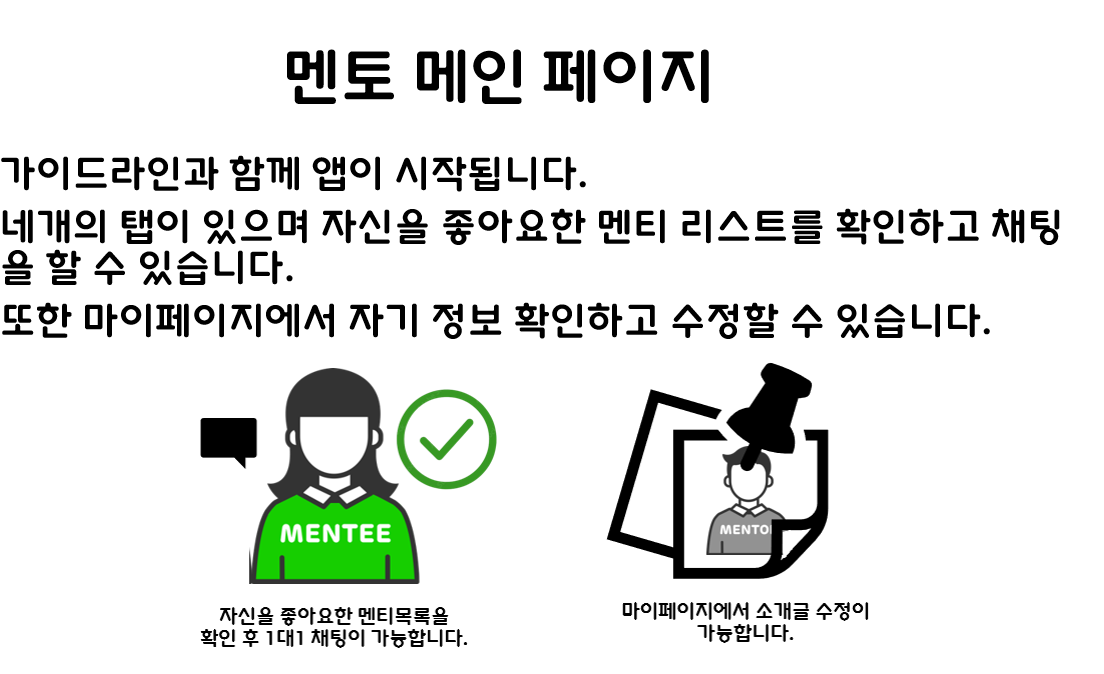 멘토 메인 페이지
가이드라인과 함께 앱이 시작됩니다.
네개의 탭이 있으며 자신을 좋아요한 멘티 리스트를 확인하고 채팅
을 할 수 있습니다.
또한 마이페이지에서 자기 정보 확인하고 수정할 수 있습니다.
MENTEE
MENTO
자신을 좋아요한 멘티목록을
확인 후 1대1 채팅이 가능합니다.
마이페이지에서 소개글 수정이
가능합니다.